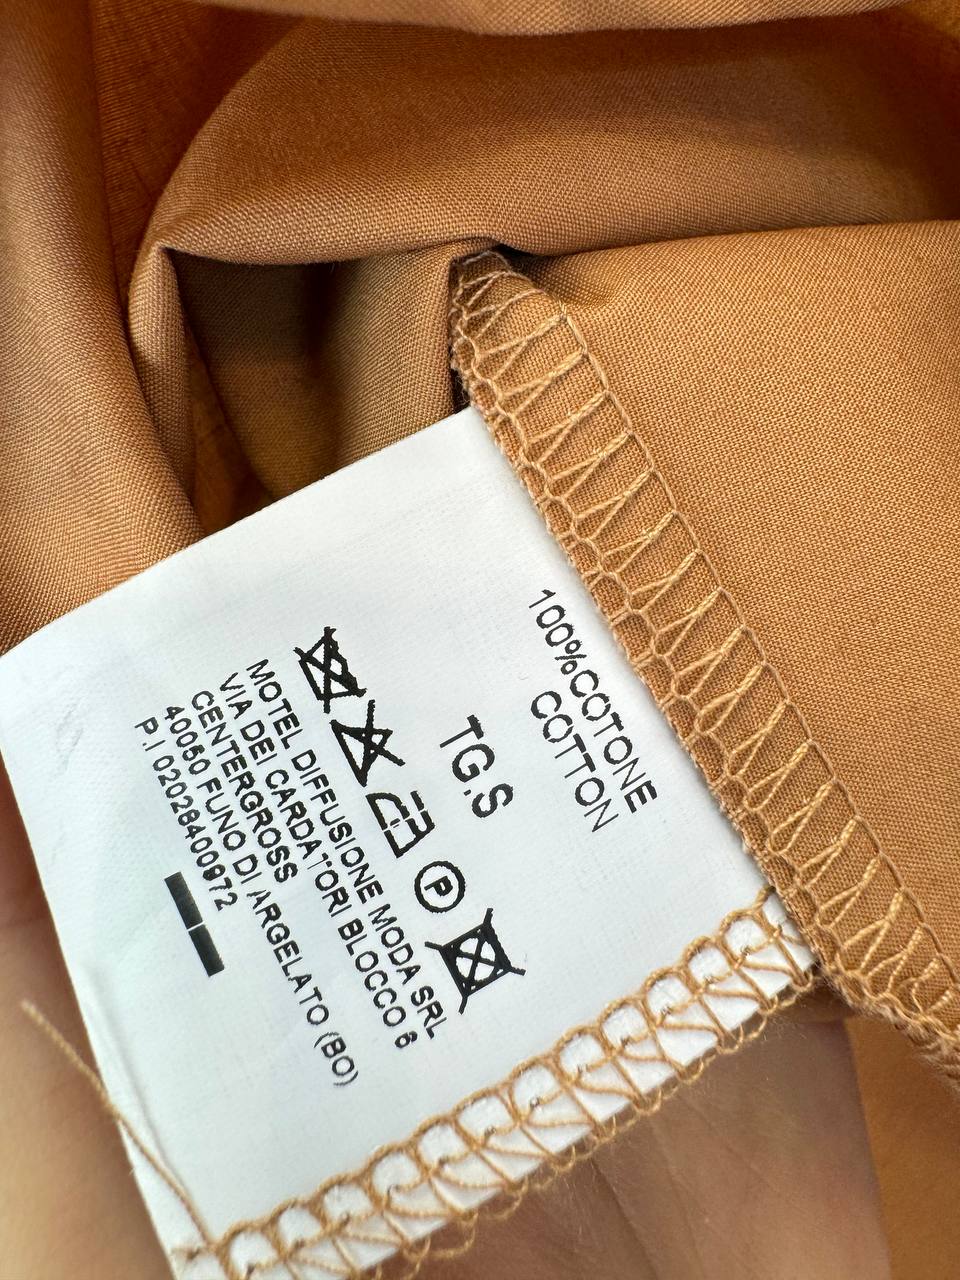 100%COTONE
COTTON
TG.S
P
MOTEL DIFFUSIONE MODA SRL
VIA DEI CARDATORI BLOCCO 6
CENTERGROSS
40050 FUNO DI ARGELATO (BO)
P.I 02028400972